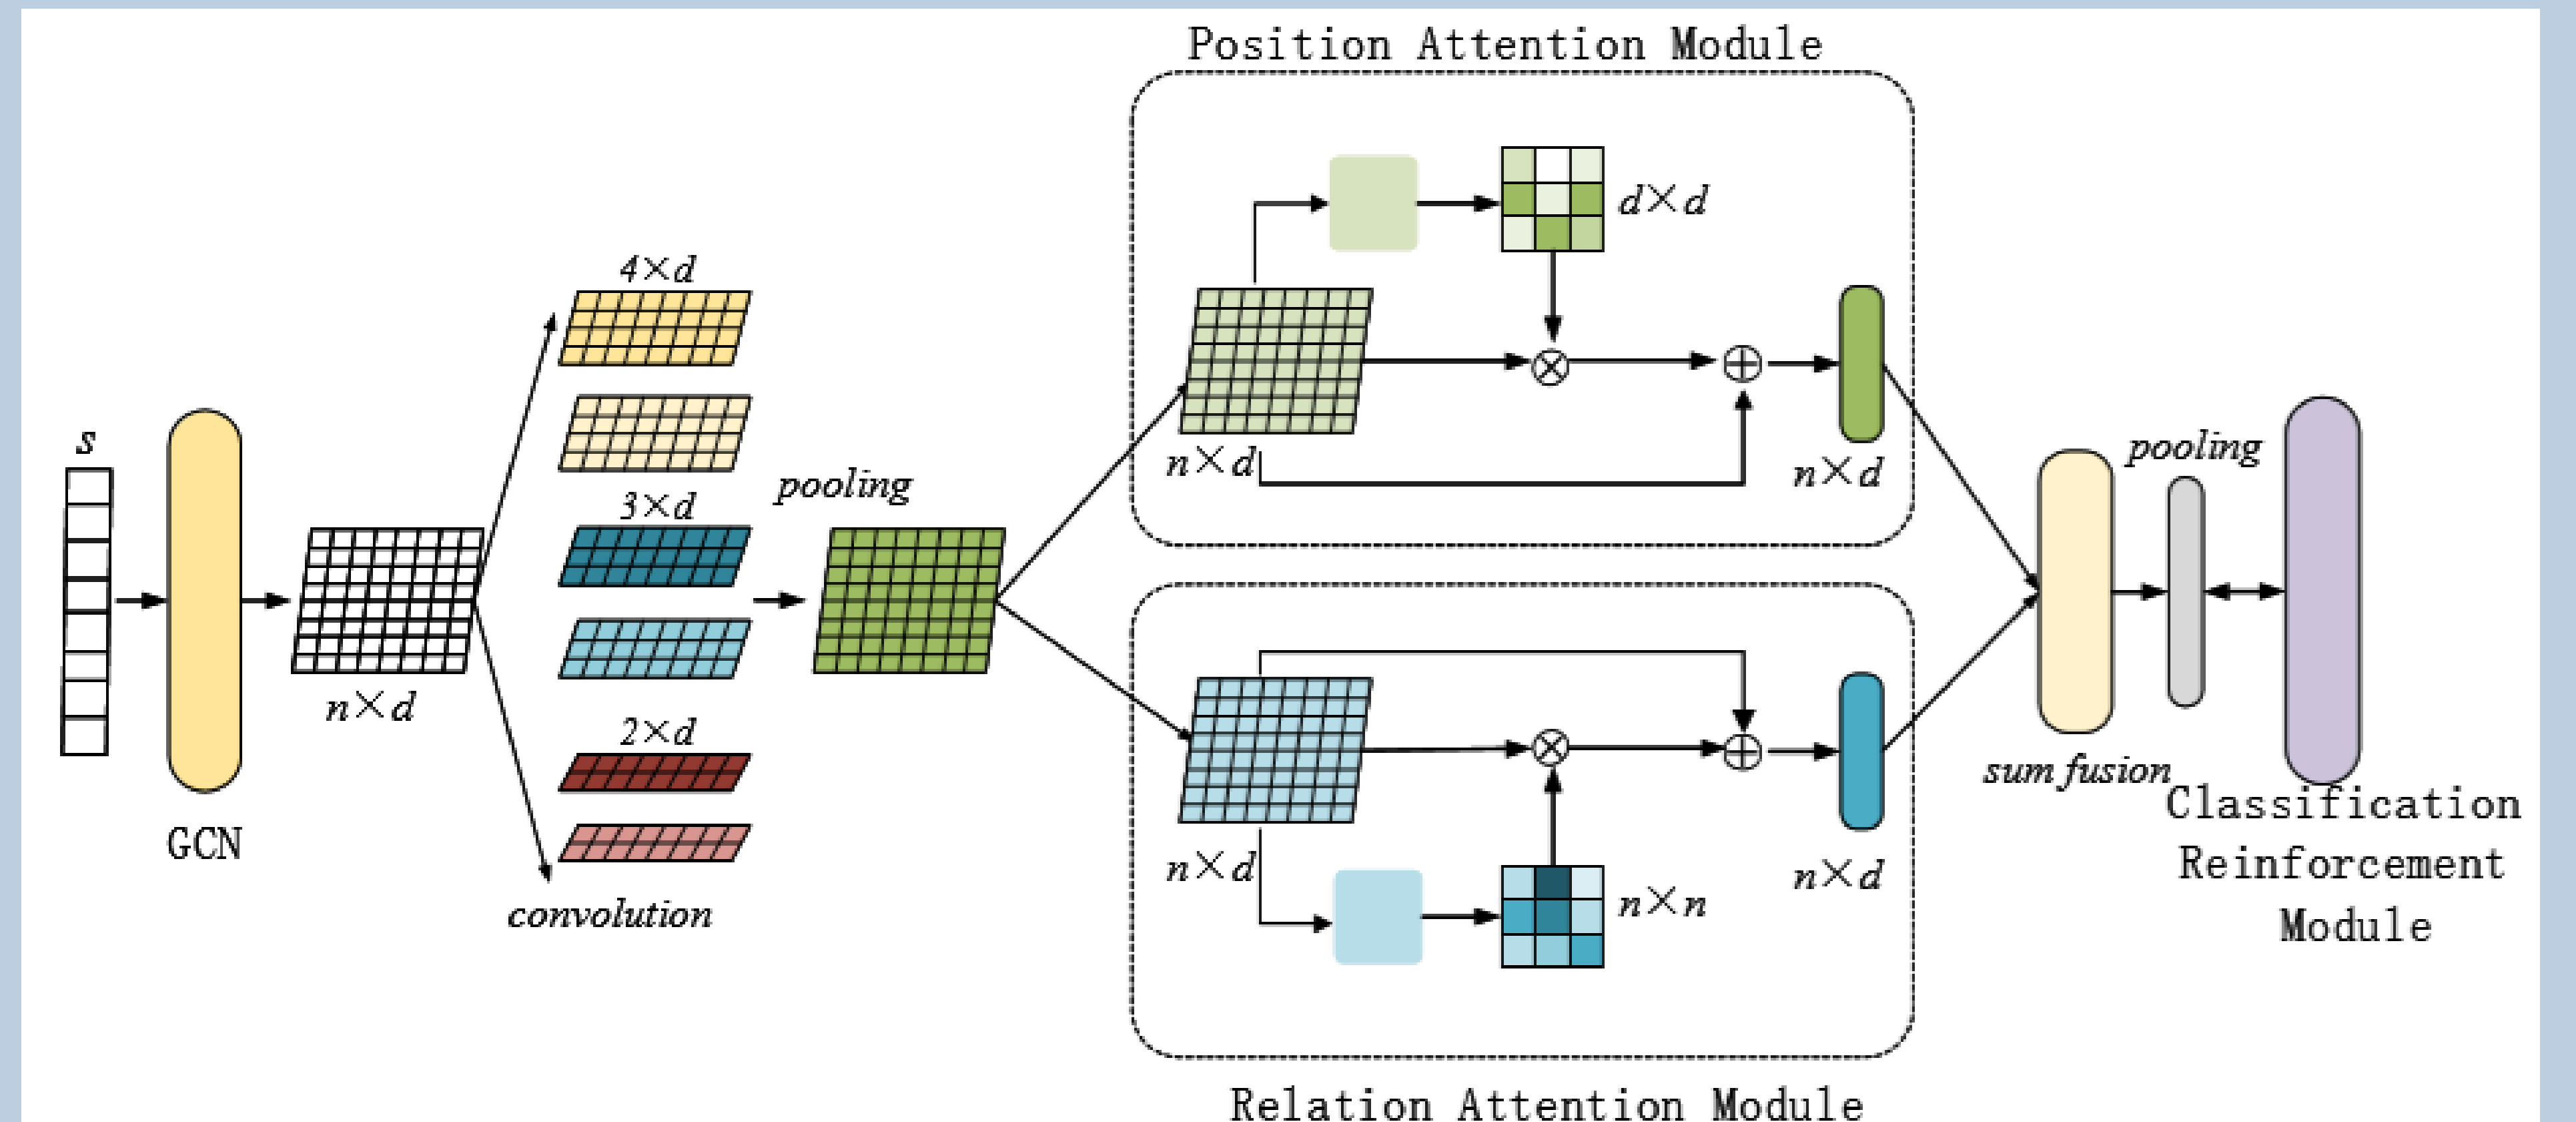 s
GCN
n×d
4×d
3×d
2×d
convolution
pooling
Position Attention Module
d×d
n×d
n×d
n×d
n×n
n×d
Relation Attention Module
sum fusion
pooling
Classification
Reinforcement
Module